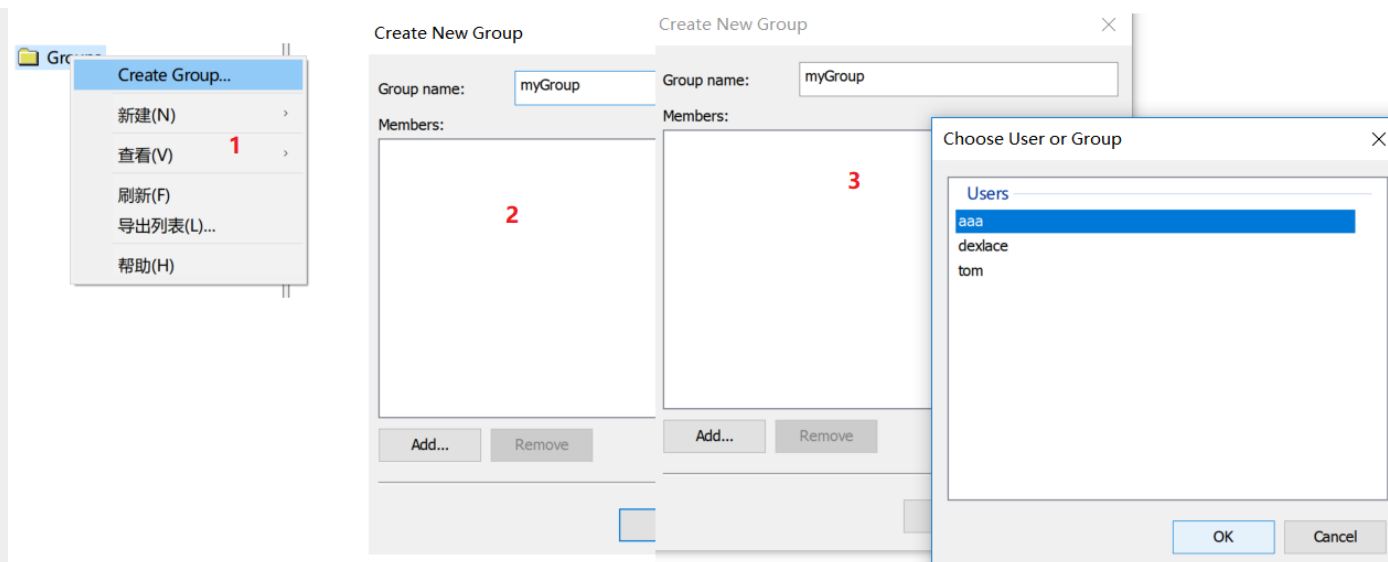 Groups
Create Group...
新建(N)
查看(V)
1
刷新(F)
导出列表(L)...
帮助(H)
Create New Group
Group name:
myGroup
Members:
2
Add...
Remove
Create New Group
Group name:
myGroup
Members:
3
Add...
Remove
Choose User or Group
Users
aaa
dexlace
tom
OK
Cancel